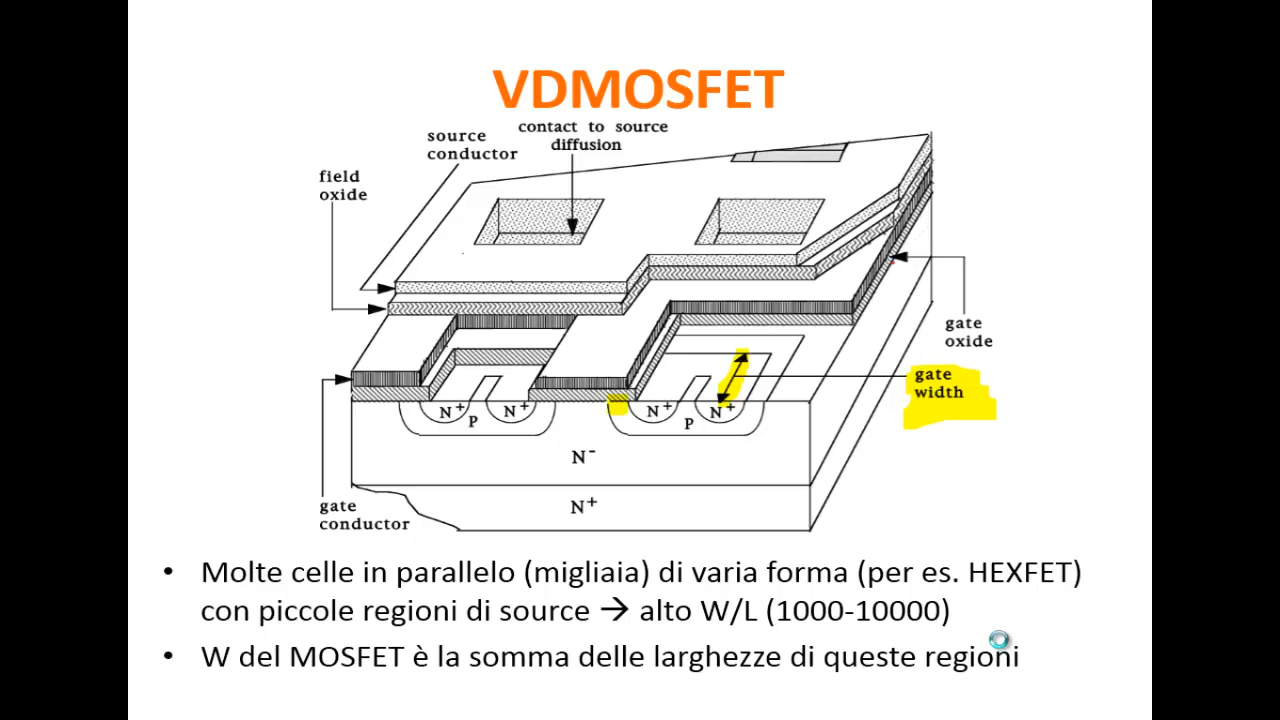 VDMOSFET
contact to source
diffusion
source
conductor
field
oxide
gate
oxide
gate
width
N+ N+ N+ N+
P P
N-
N+
gate
conductor
• Molte celle in parallelo (migliaia) di varia forma (per es. HEXFET)
con piccole regioni di source → alto W/L (1000-10000)
• W del MOSFET è la somma delle larghezze di queste regioni